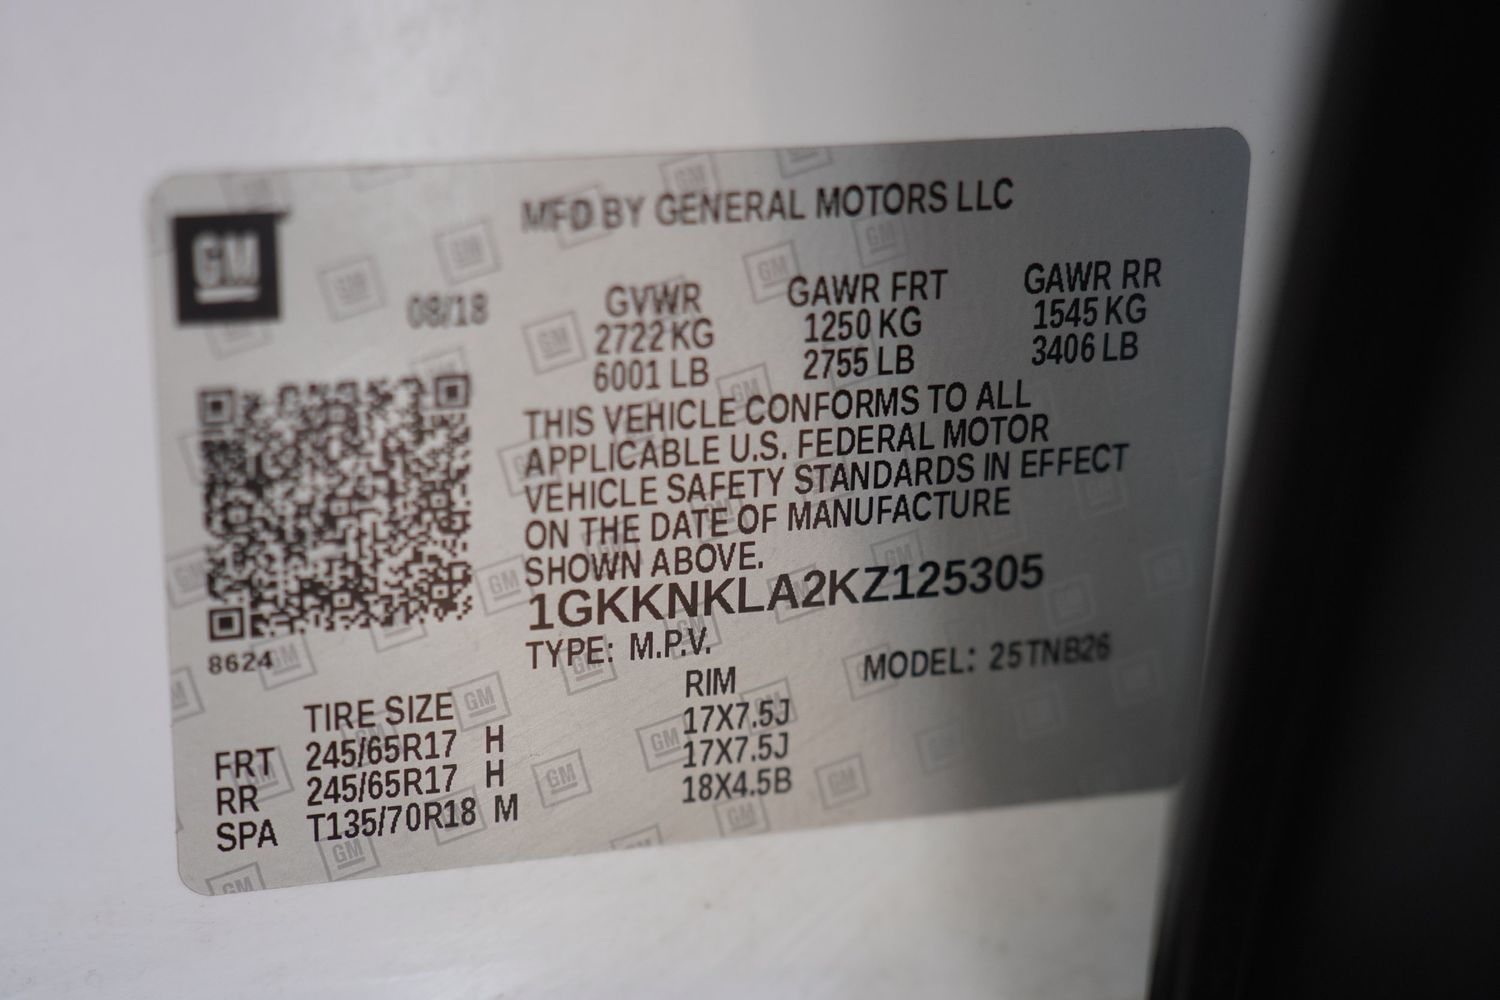 MFD BY GENERAL MOTORS LLC
GM
08/18
GVWR GAWR FRT GAWR RR
2722 KG 1250 KG 1545 KG
6001 LB 2755 LB 3406 LB
THIS VEHICLE CONFORMS TO ALL
APPLICABLE U.S. FEDERAL MOTOR
VEHICLE SAFETY STANDARDS IN EFFECT
ON THE DATE OF MANUFACTURE
SHOWN ABOVE.
1GKKNKLA2KZ125305
8624
TYPE: M.P.V. MODEL: 25TNB26
TIRE SIZE RIM
FRT 245/65R17 H 17X7.5J
RR 245/65R17 H 17X7.5J
SPA T135/70R18 M 18X4.5B